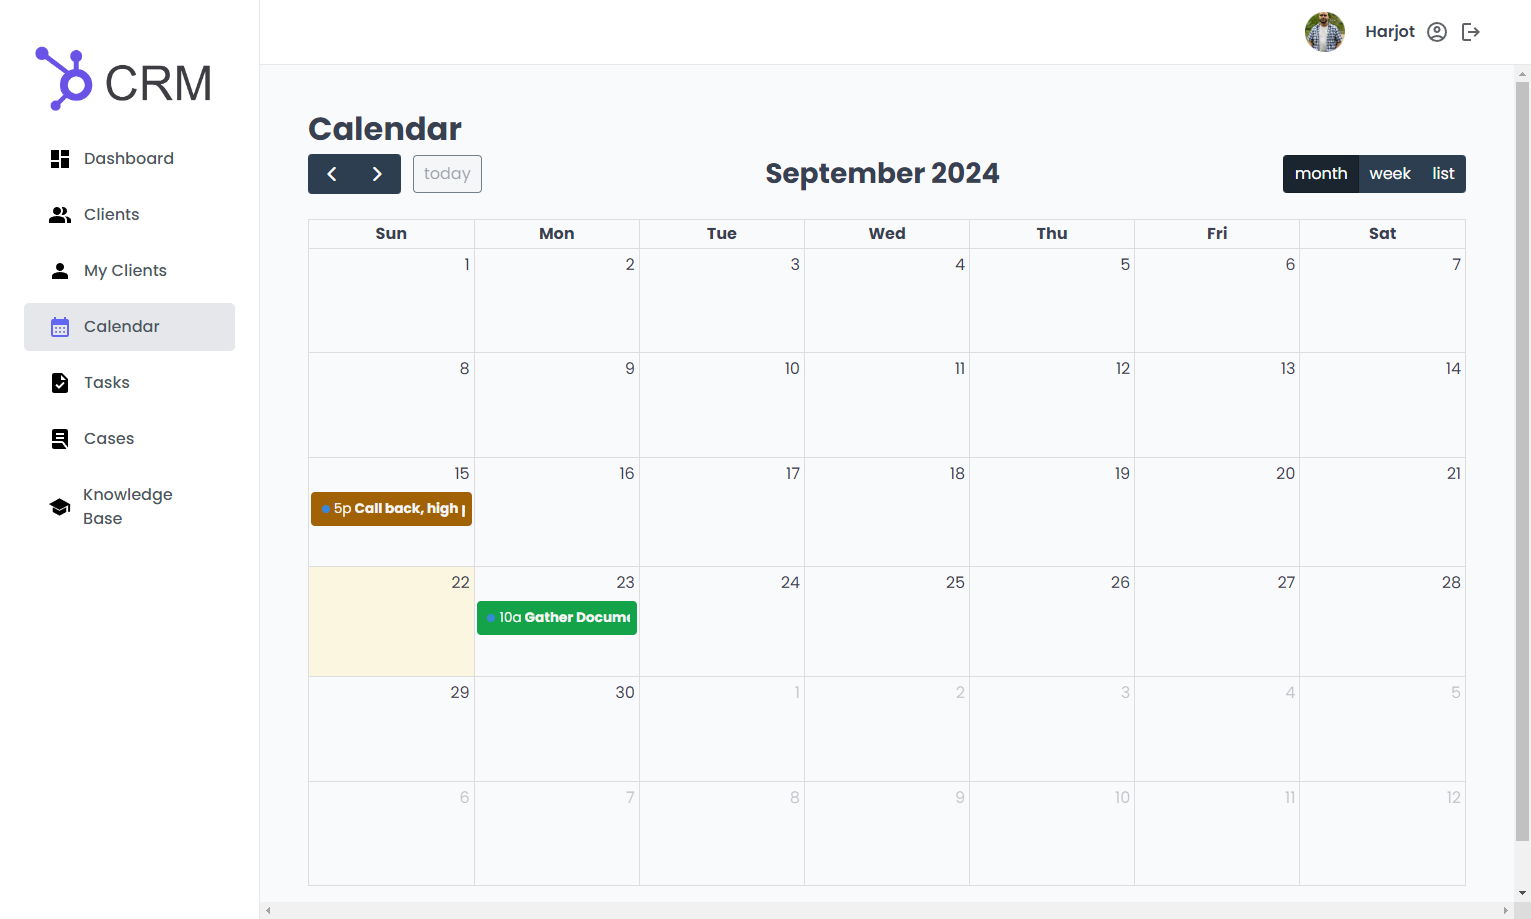 CRM
Harjot
Dashboard
Clients
My Clients
Calendar
Tasks
Cases
Knowledge
Base
Calendar
today
September 2024
month week list
Sun Mon Tue Wed Thu Fri Sat
1 2 3 4 5 6 7
8 9 10 11 12 13 14
15 16 17 18 19 20 21
5p Call back, high
22 23 24 25 26 27 28
10a Gather Docum
29 30 1 2 3 4 5
6 7 8 9 10 11 12